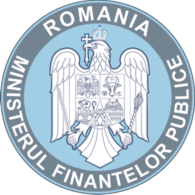 ROMANIA
MINISTERUL FINANTELOR PUBLICE